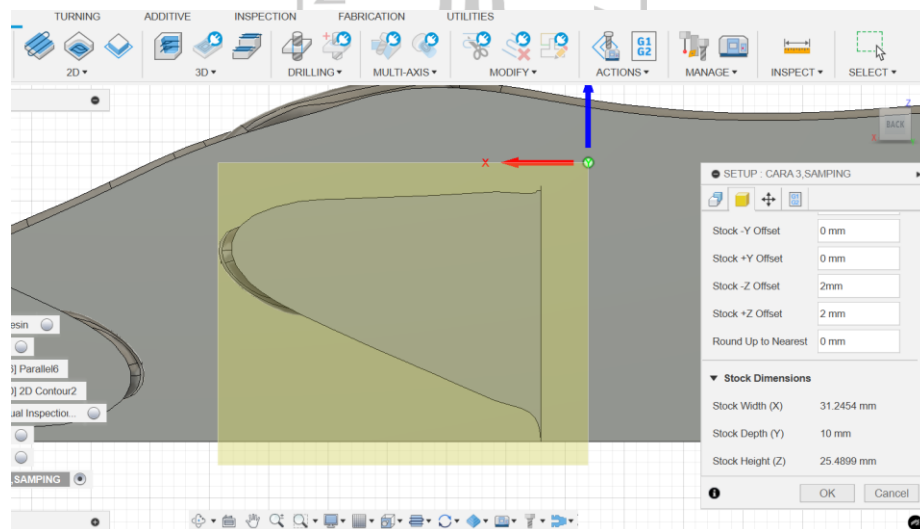 TURNING ADDITIVE INSPECTION FABRICATION UTILITIES
G1
G2
2D 3D DRILLING MULTI-AXIS MODIFY ACTIONS MANAGE INSPECT SELECT
Z
BACK
X
X
Y
SETUP : CARA 3,SAMPING
Stock -Y Offset 0 mm
Stock +Y Offset 0 mm
Stock -Z Offset 2mm
Stock +Z Offset 2 mm
Round Up to Nearest 0 mm
Stock Dimensions
Stock Width (X) 31.2454 mm
Stock Depth (Y) 10 mm
Stock Height (Z) 25.4899 mm
OK Cancel
esin
] Parallel6
] 2D Contour2
ual Inspection...
,SAMPING